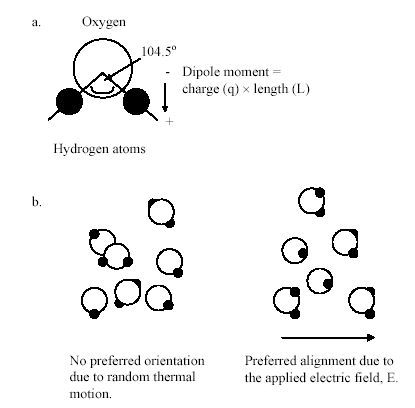 a.
Oxygen
104.5°
-
Dipole moment =
charge (q) × length (L)
+
Hydrogen atoms
b.
No preferred orientation
due to random thermal
motion.
Preferred alignment due to
the applied electric field, E.